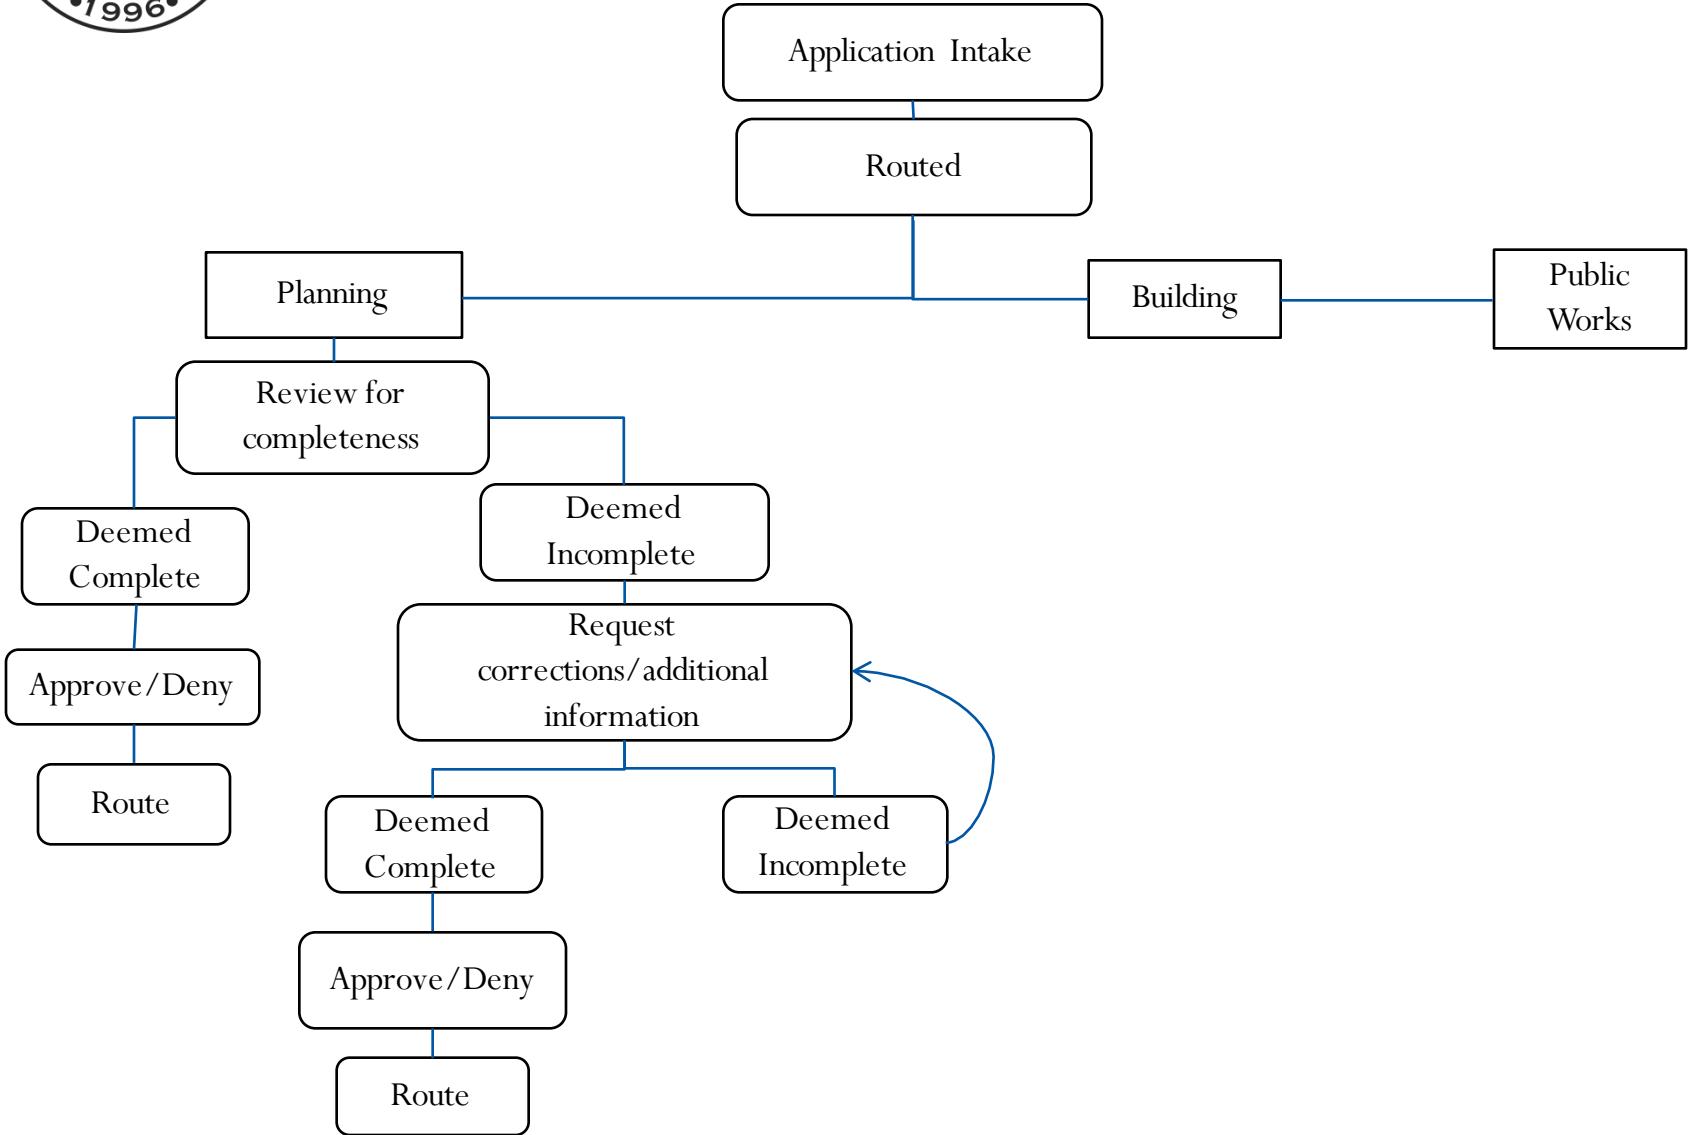 •1996•
Application Intake
Routed
Planning
Building
Public
Works
Review for
completeness
Deemed
Complete
Deemed
Incomplete
Approve/Deny
Request
corrections/additional
information
Route
Deemed
Complete
Deemed
Incomplete
Approve/Deny
Route